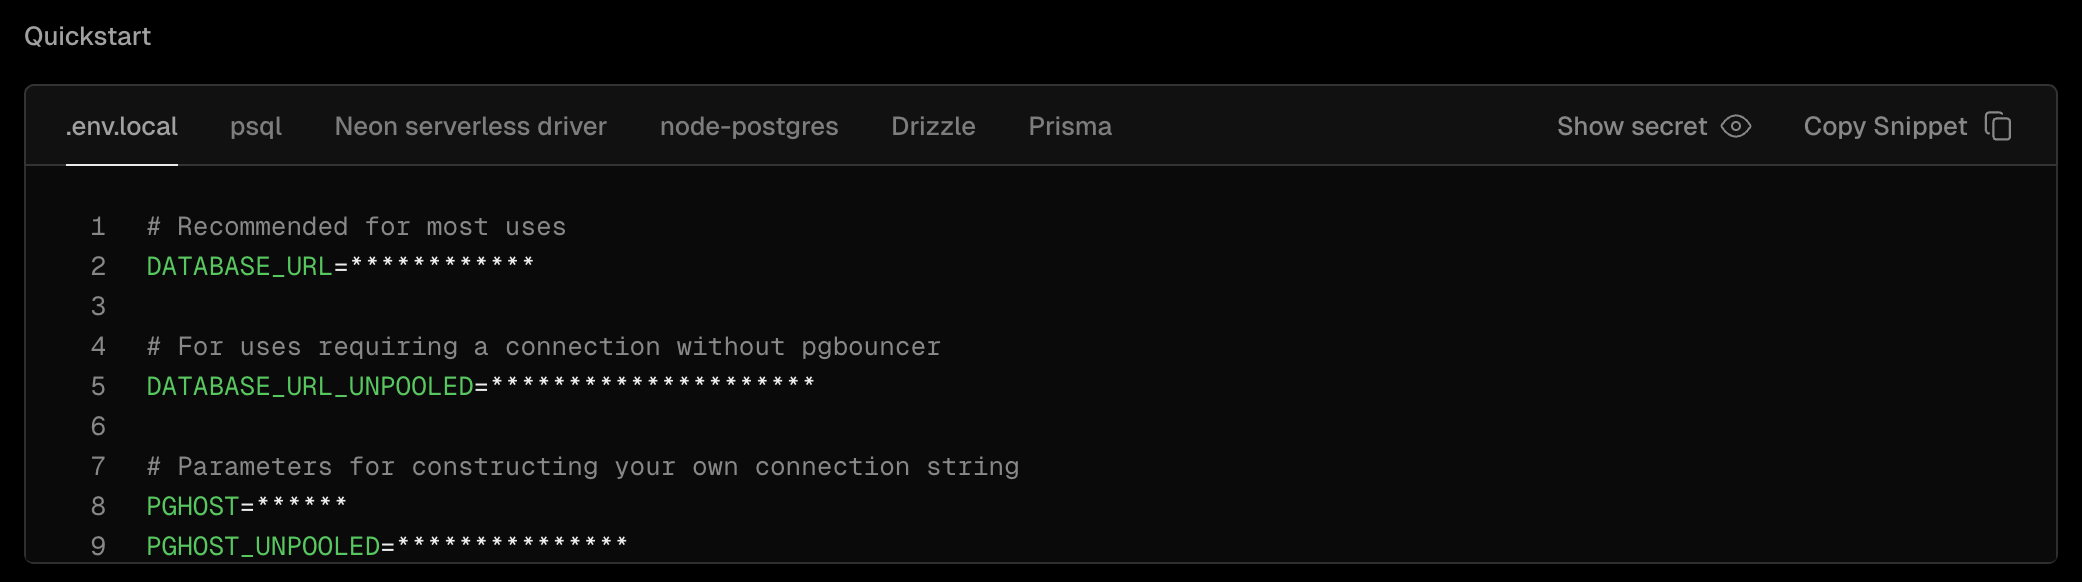 Quickstart
.env.local psql Neon serverless driver node-postgres Drizzle Prisma Show secret Copy Snippet
1 # Recommended for most uses
2 DATABASE_URL=************
3
4 # For uses requiring a connection without pgbouncer
5 DATABASE_URL_UNPOOLED=*********************
6
7 # Parameters for constructing your own connection string
8 PGHOST=******
9 PGHOST_UNPOOLED=***************